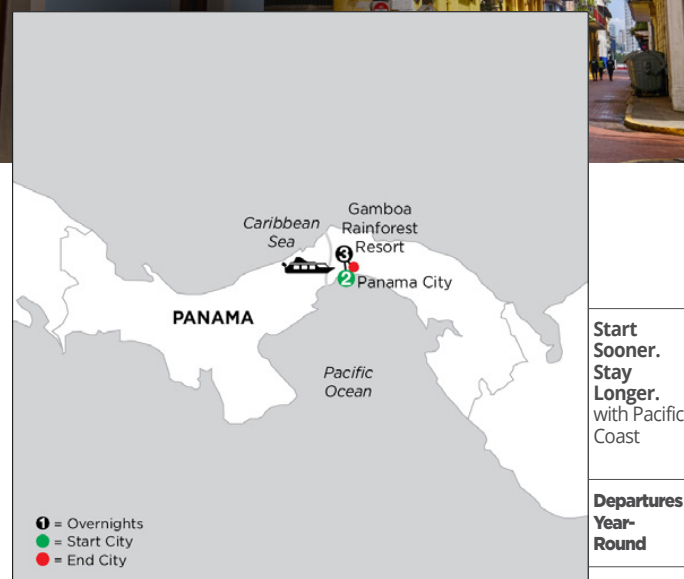 Caribbean
Sea
Gamboa
Rainforest
Resort
3
2
Panama City
PANAMA
Pacific
Ocean
1 = Overnights
= Start City
= End City
Start
Sooner.
Stay
Longer.
with Pacific
Coast
Departures
Year-
Round